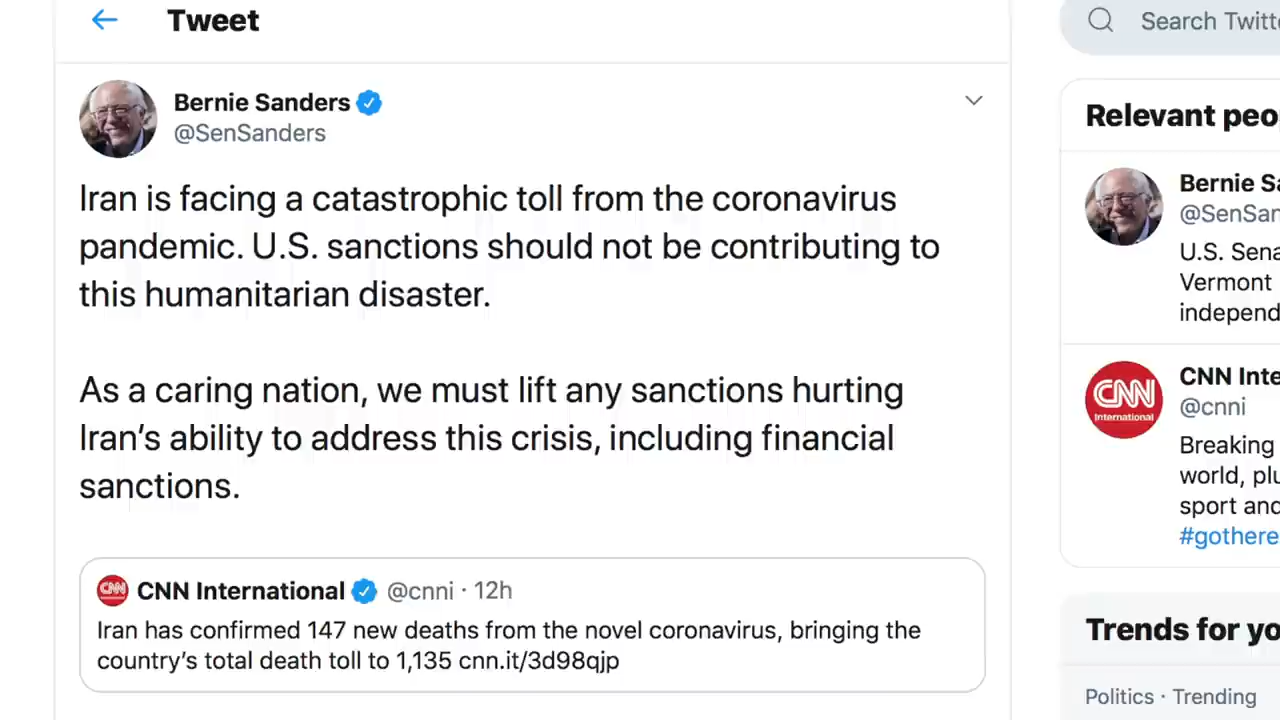 Tweet
Bernie Sanders
@SenSanders
Iran is facing a catastrophic toll from the coronavirus
pandemic. U.S. sanctions should not be contributing to
this humanitarian disaster.
As a caring nation, we must lift any sanctions hurting
Iran’s ability to address this crisis, including financial
sanctions.
CNN
CNN International @cnni · 12h
Iran has confirmed 147 new deaths from the novel coronavirus, bringing the
country’s total death toll to 1,135 cnn.it/3d98qjp
Search Twitt
Relevant peo
Bernie Sa
@SenSan
U.S. Sena
Vermont
independ
CNN
International
CNN Inte
@cnni
Breaking
world, plu
sport and
#gothere
Trends for yo
Politics · Trending